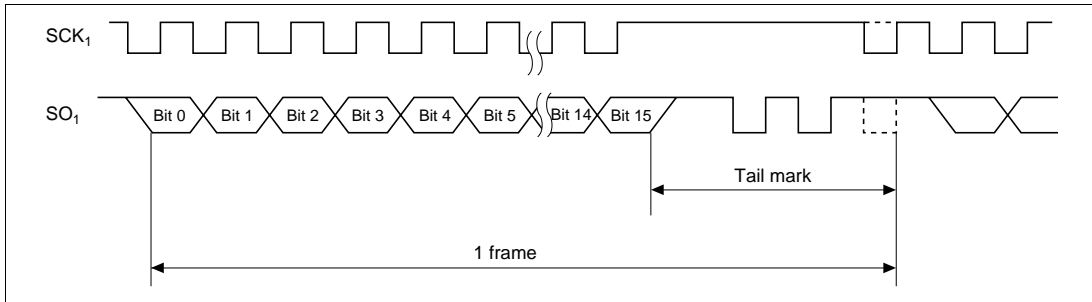 SCK₁
SO₁ Bit 0 Bit 1 Bit 2 Bit 3 Bit 4 Bit 5 Bit 14 Bit 15
Tail mark
1 frame